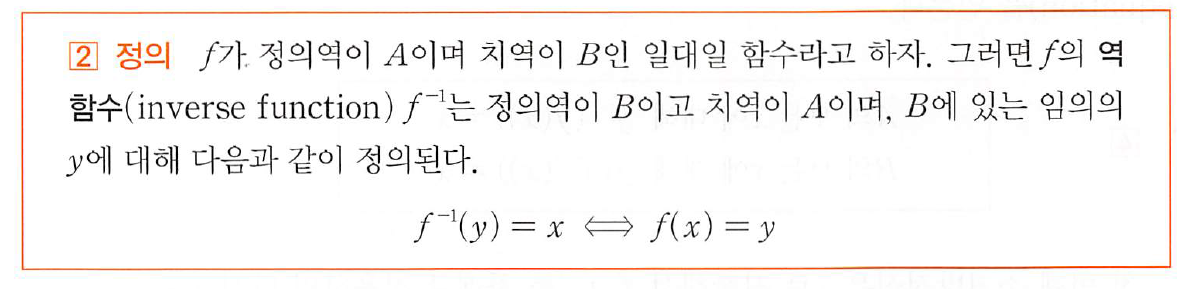 2 정의 f가 정의역이 A이며 치역이 B인 일대일 함수라고 하자. 그러면 f의 역
함수(inverse function) f⁻¹는 정의역이 B이고 치역이 A이며, B에 있는 임의의
y에 대해 다음과 같이 정의된다.
f⁻¹(y) = x ⟺ f(x) = y